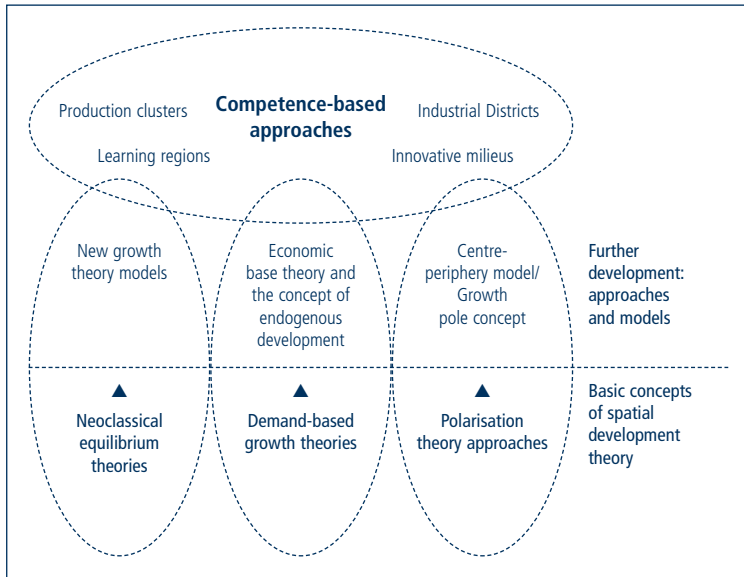 Production clusters
Competence-based
approaches
Industrial Districts
Learning regions
Innovative milieus
New growth
theory models
Economic
base theory and
the concept of
endogenous
development
Centre-
periphery model/
Growth
pole concept
Further
development:
approaches
and models
Neoclassical
equilibrium
theories
Demand-based
growth theories
Polarisation
theory approaches
Basic concepts
of spatial
development
theory